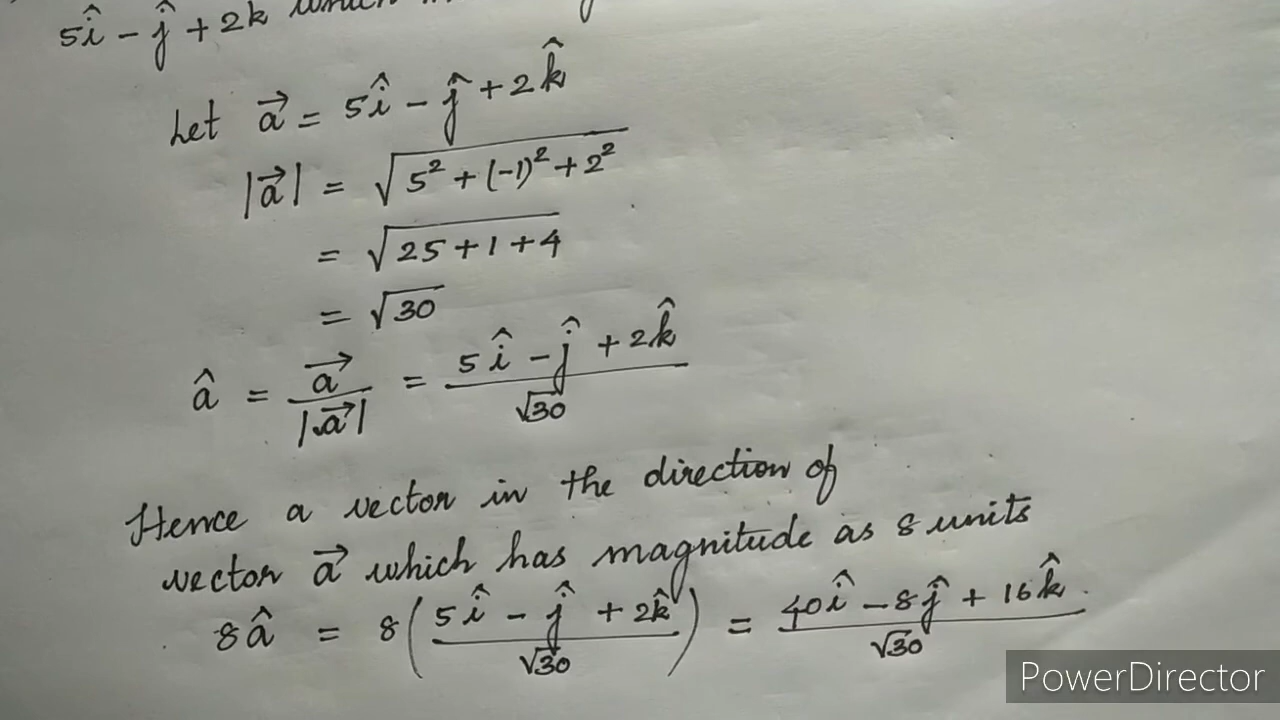 5î - ĵ + 2k which
Let a⃗ = 5î - ĵ + 2k̂
|a⃗| = √(5² + (-1)² + 2²)
= √(25 + 1 + 4)
= √30
â = a⃗/|a⃗| = (5î - ĵ + 2k̂)/√30
Hence a vector in the direction of
vector a⃗ which has magnitude as 8 units
8â = 8((5î - ĵ + 2k̂)/√30) = (40î - 8ĵ + 16k̂)/√30.
PowerDirector